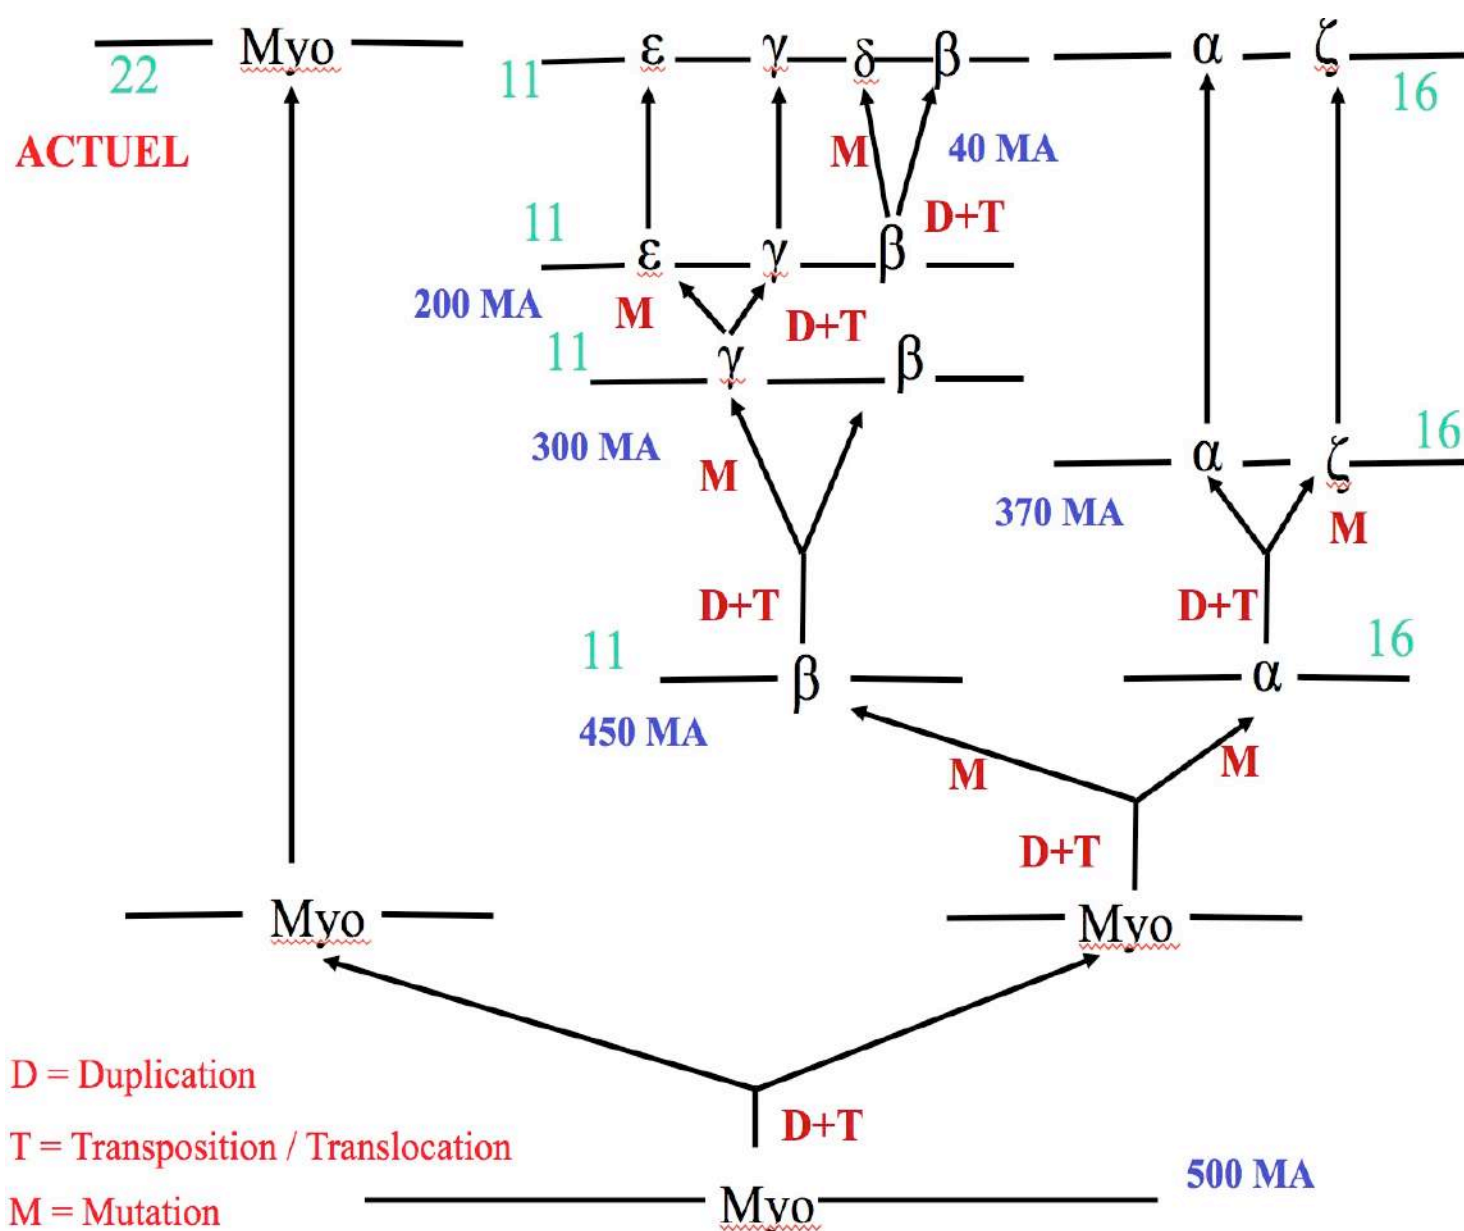 Myo
ε γ δ β
α ζ
22
11
16
ACTUEL
M
40 MA
11
D+T
ε γ β
200 MA
M
D+T
11
γ β
300 MA
M
16
α ζ
370 MA
M
D+T
D+T
11
16
β
α
450 MA
M
M
D+T
Myo
Myo
D = Duplication
D+T
T = Transposition / Translocation
500 MA
M = Mutation
Myo